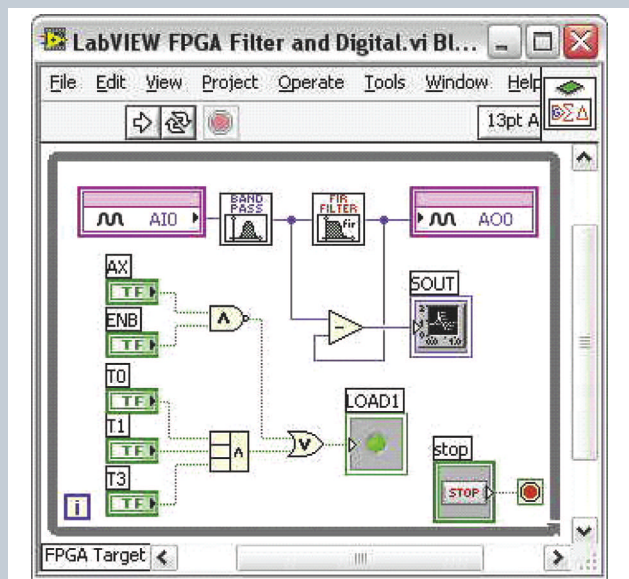 LabVIEW FPGA Filter and Digital.vi Bl...
File Edit View Project Operate Tools Window Help
13pt A
BAND PASS
FIR FILTER
fir
AI0
AO0
AX
TF
SOUT
ENB
TF
T0
TF
LOAD1
T1
TF
stop
T3
STOP
TF
i
FPGA Target